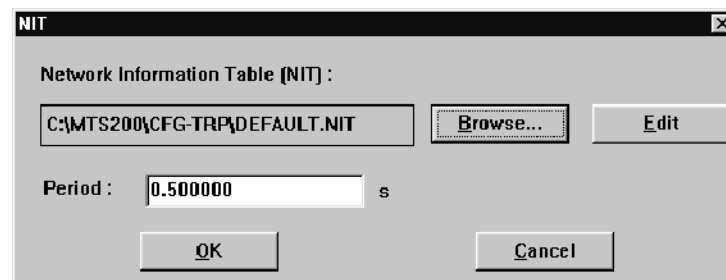 NIT
Network Information Table (NIT) :
C:\MTS200\CFG-TRP\DEFAULT.NIT Browse... Edit
Period : 0.500000 s
OK Cancel